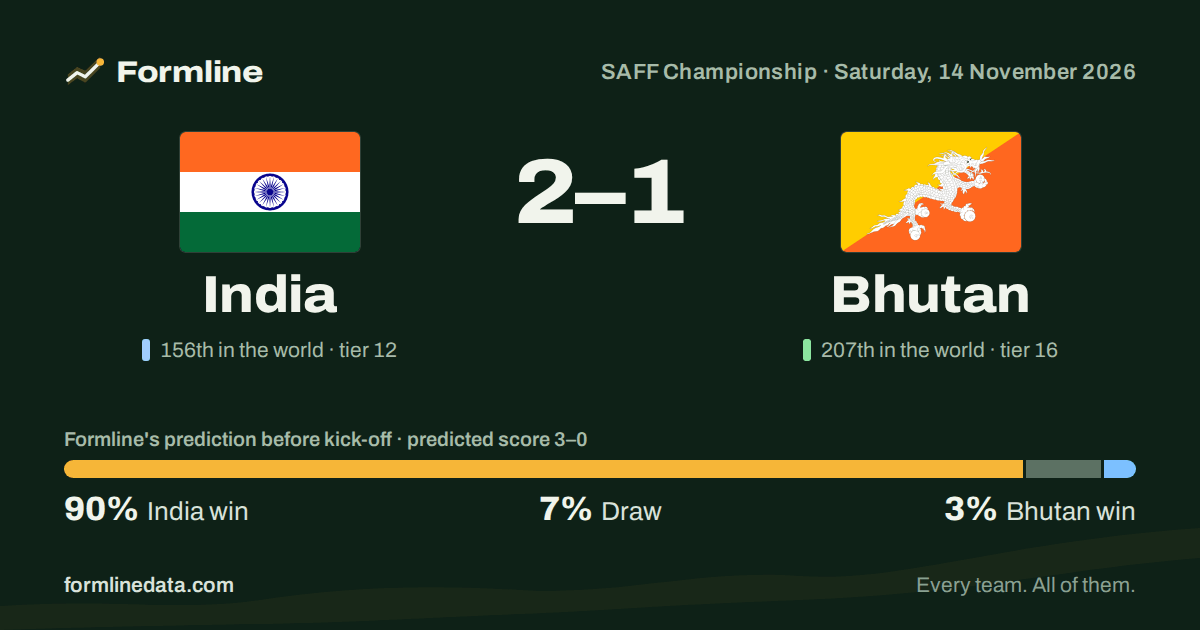 Formline
SAFF Championship · Saturday, 14 November 2026
2–1
India
Bhutan
156th in the world · tier 12
207th in the world · tier 16
Formline's prediction before kick-off · predicted score 3–0
90% India win
7% Draw
3% Bhutan win
formlinedata.com
Every team. All of them.